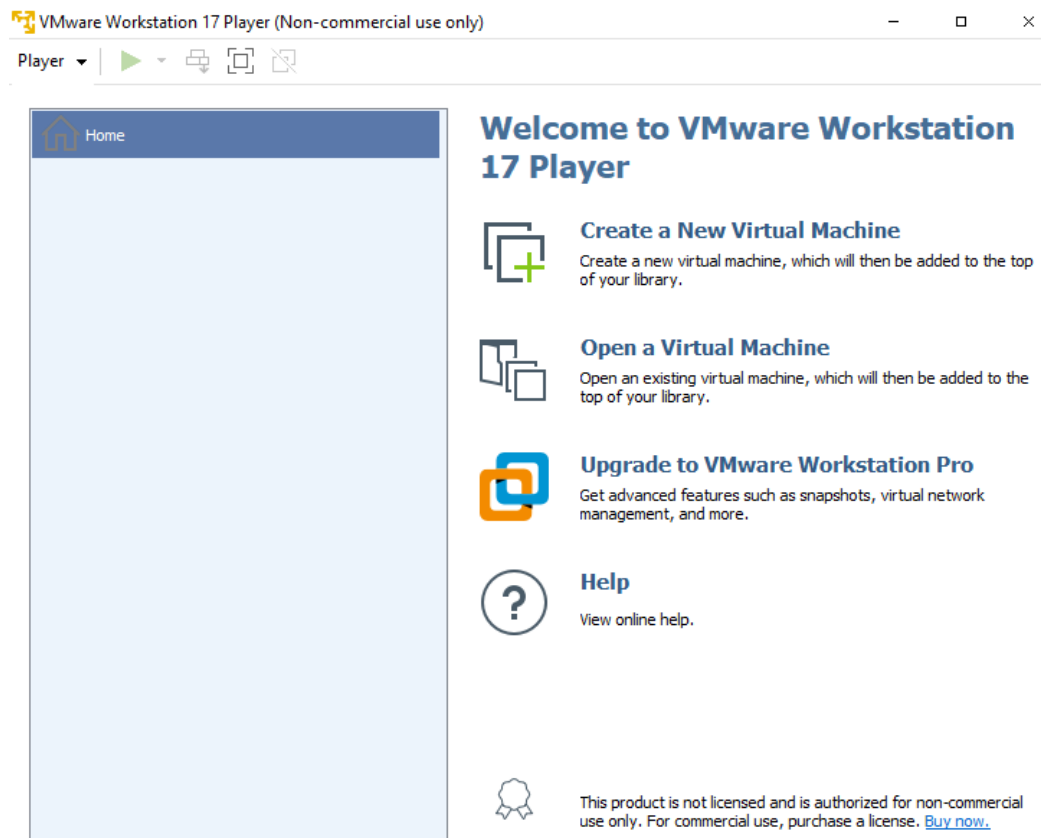 VMware Workstation 17 Player (Non-commercial use only)
Player
Home
Welcome to VMware Workstation
17 Player
Create a New Virtual Machine
Create a new virtual machine, which will then be added to the top
of your library.
Open a Virtual Machine
Open an existing virtual machine, which will then be added to the
top of your library.
Upgrade to VMware Workstation Pro
Get advanced features such as snapshots, virtual network
management, and more.
Help
View online help.
This product is not licensed and is authorized for non-commercial
use only. For commercial use, purchase a license. Buy now.